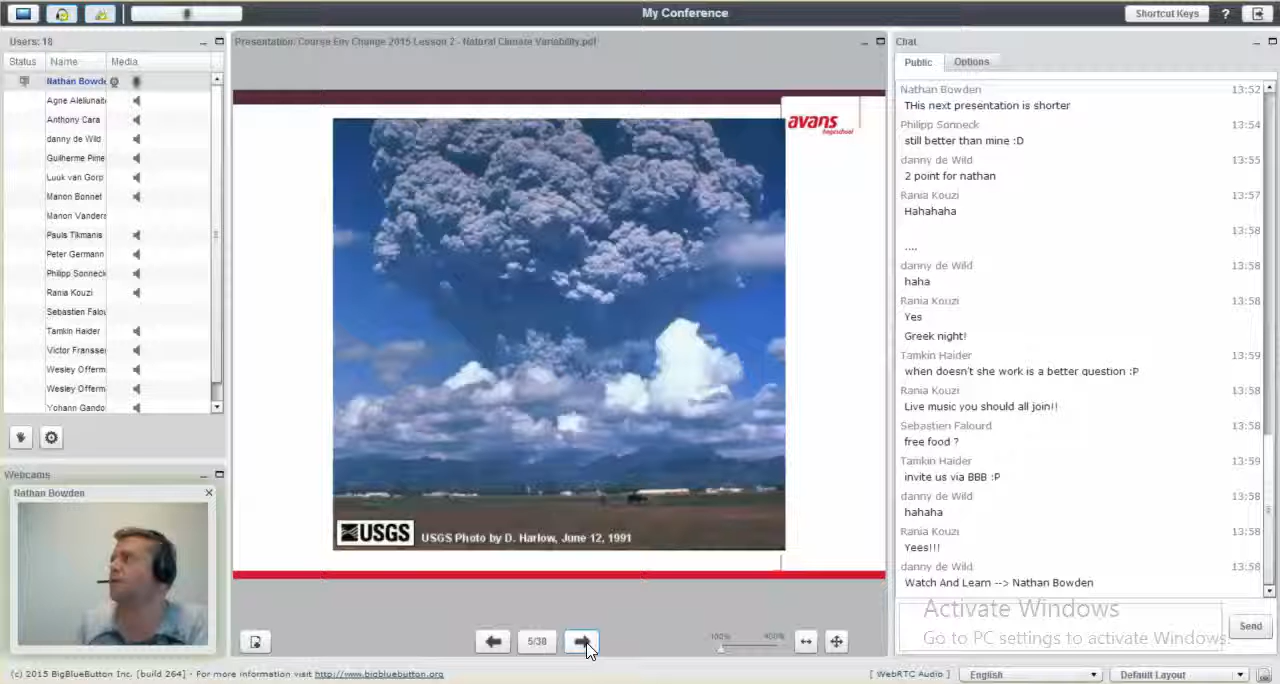 My Conference
Shortcut Keys
?
Users: 18
Status Name Media
Nathan Bowde
Agne Aleliunait
Anthony Cara
danny de Wild
Guilherme Pime
Luuk van Gorp
Manon Bonnet
Manon Vanders
Pauls Tikmanis
Peter Germann
Philipp Sonneck
Rania Kouzi
Sebastien Falou
Tamkin Haider
Victor Fransse
Wesley Offerm
Wesley Offerm
Yohann Gando
Webcams
Nathan Bowden
Presentation: Course Env Change 2015 Lesson 2 - Natural Climate Variability.pdf
avans
hogeschool
USGS
USGS Photo by D. Harlow, June 12, 1991
5/30
100% 400%
Chat
Public Options
Nathan Bowden 13:52
THis next presentation is shorter
Philipp Sonneck 13:54
still better than mine :D
danny de Wild 13:55
2 point for nathan
Rania Kouzi 13:57
Hahahaha
13:58
....
danny de Wild 13:58
haha
Rania Kouzi 13:58
Yes
Greek night!
Tamkin Haider 13:59
when doesn't she work is a better question :P
Rania Kouzi 13:58
Live music you should all join!!
Sebastien Falourd 13:58
free food ?
Tamkin Haider 13:59
invite us via BBB :P
danny de Wild 13:58
hahaha
Rania Kouzi 13:58
Yees!!!
danny de Wild 13:58
Watch And Learn --> Nathan Bowden
Activate Windows
Go to PC settings to activate Windows.
Send
(c) 2015 BigBlueButton Inc. [build 264] - For more information visit http://www.bigbluebutton.org
[ WebRTC Audio ]
English
Default Layout